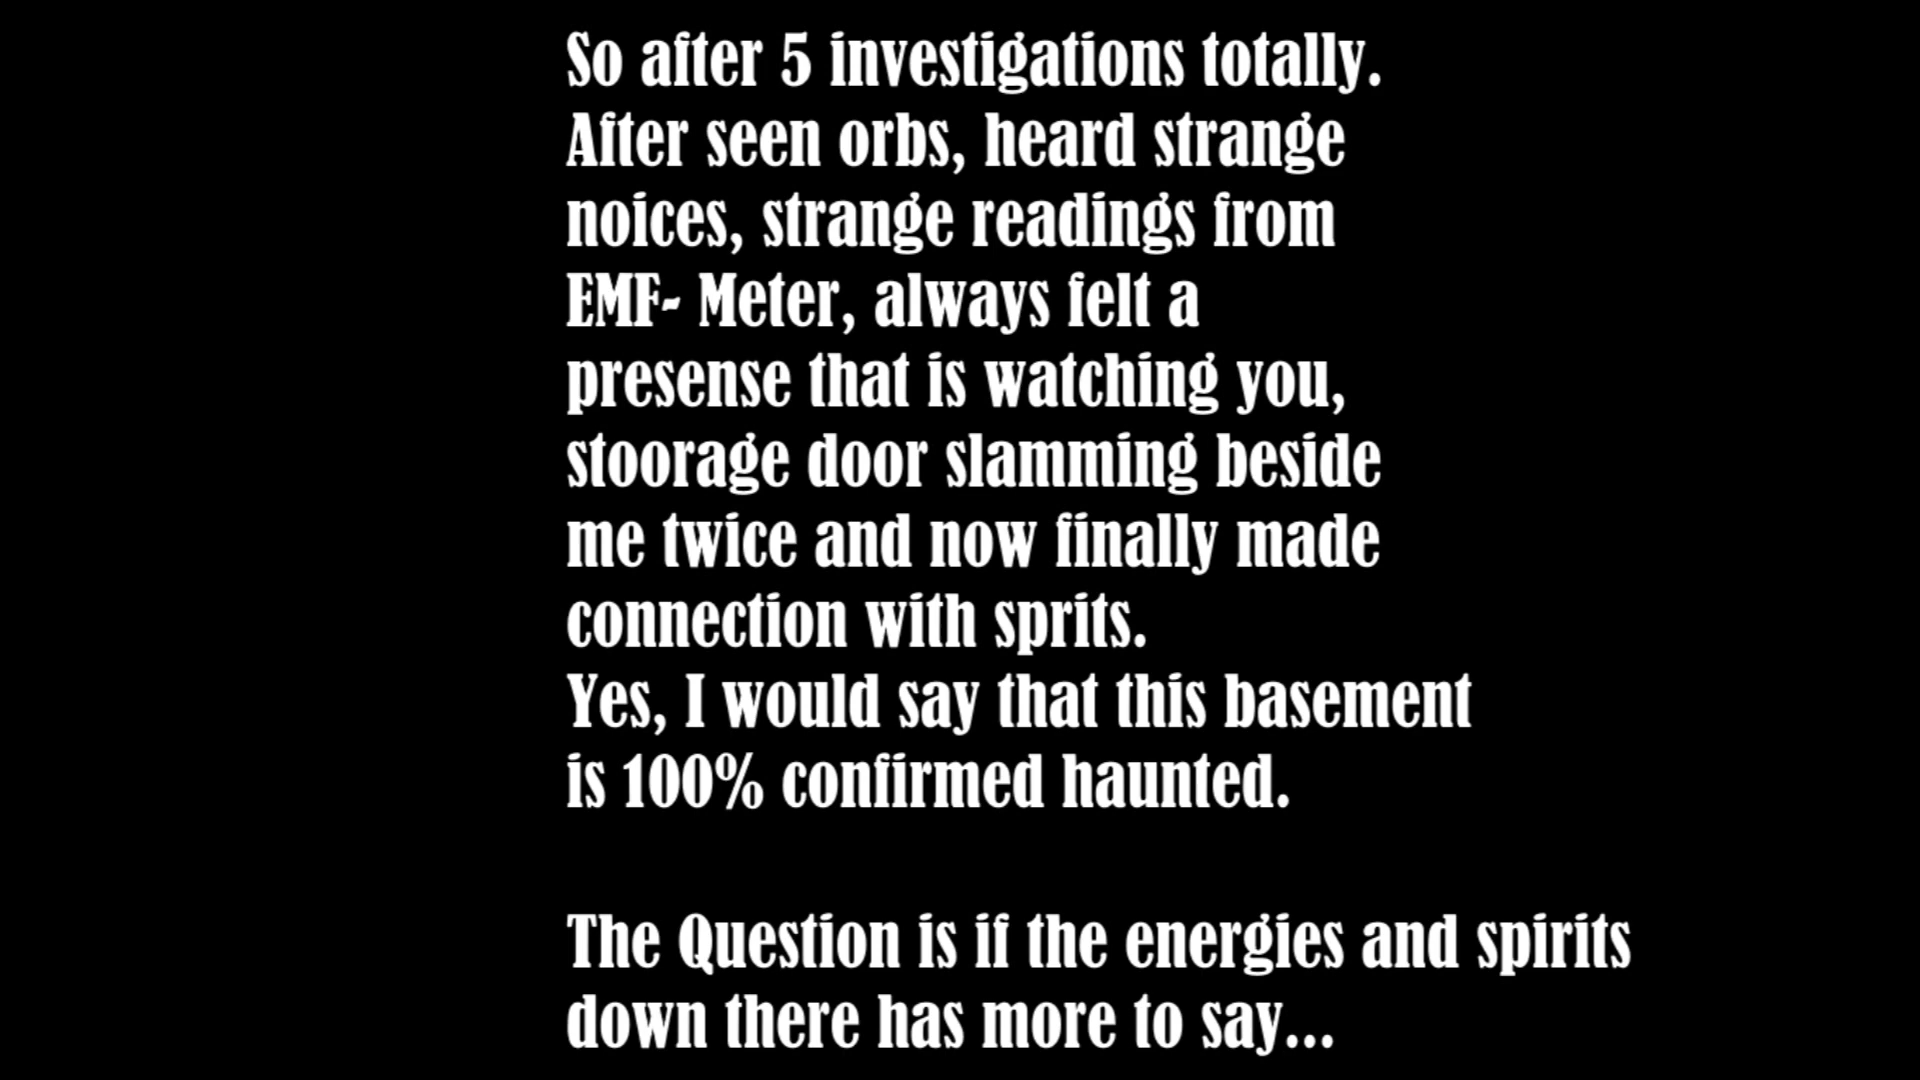 So after 5 investigations totally.
After seen orbs, heard strange
noices, strange readings from
EMF- Meter, always felt a
presense that is watching you,
stoorage door slamming beside
me twice and now finally made
connection with sprits.
Yes, I would say that this basement
is 100% confirmed haunted.
The Question is if the energies and spirits
down there has more to say...